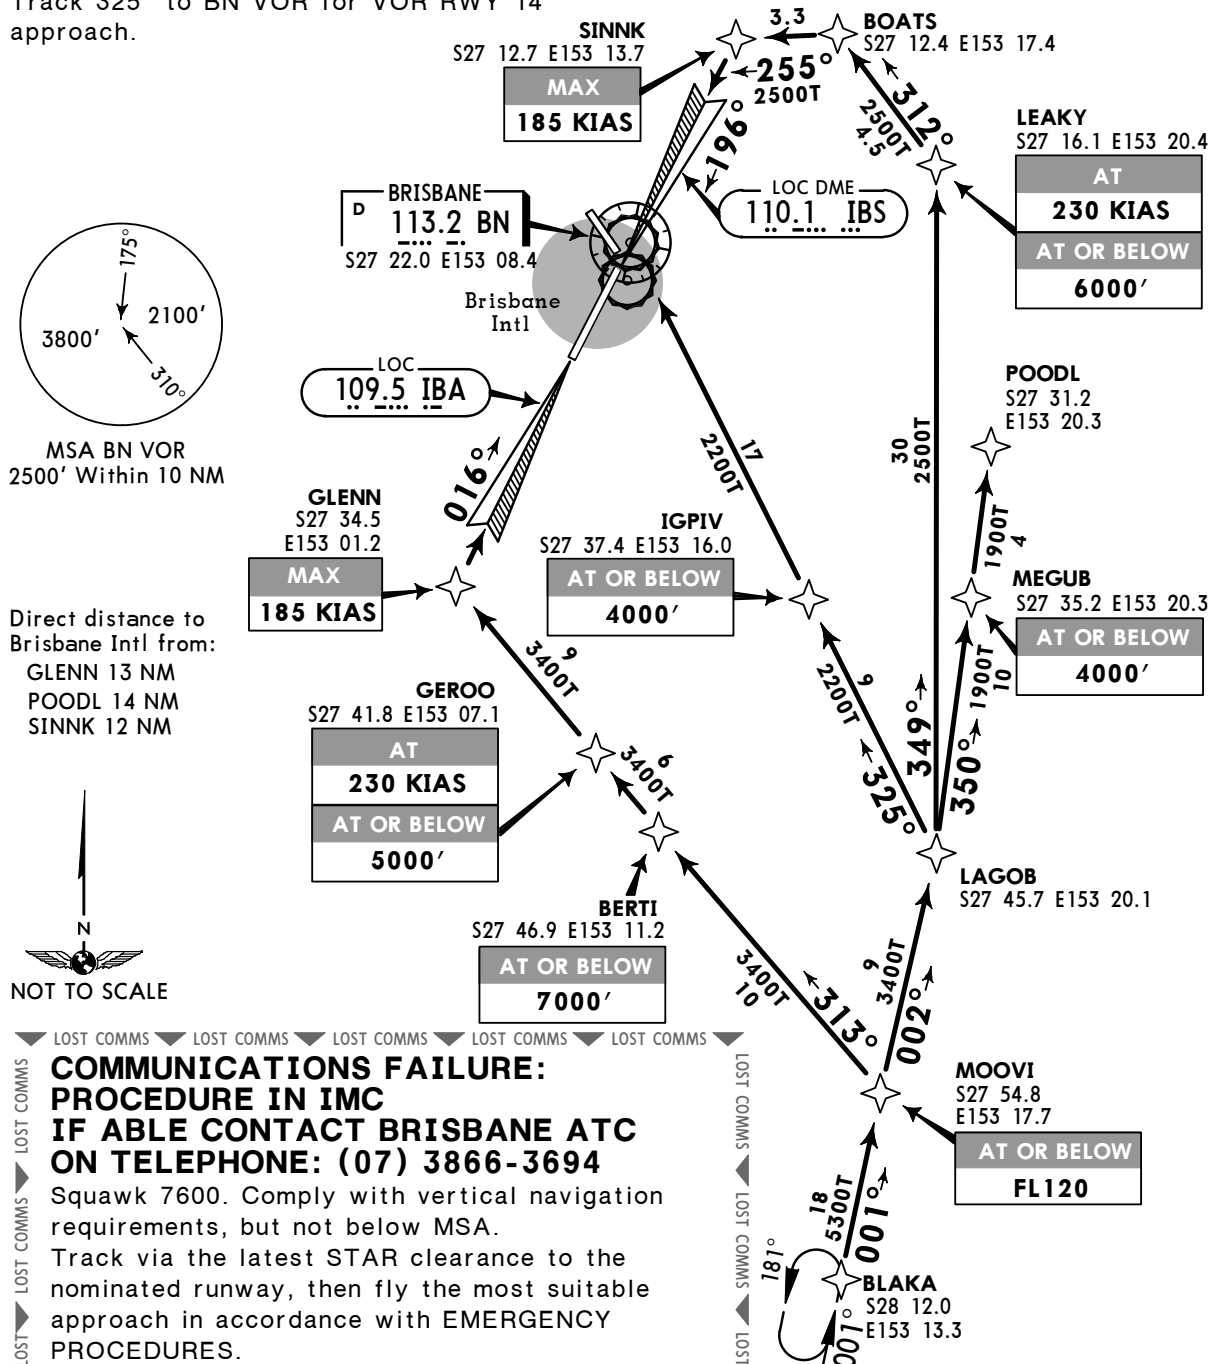 Track 325° to BN VOR for VOR RWY 14
approach.
SINNK
S27 12.7 E153 13.7
MAX
185 KIAS
3.3
BOATS
S27 12.4 E153 17.4
255°
2500T
312°
2500T
4.5
LEAKY
S27 16.1 E153 20.4
AT
230 KIAS
AT OR BELOW
6000'
196°
LOC DME
110.1 IBS
BRISBANE
D
113.2 BN
S27 22.0 E153 08.4
Brisbane
Intl
175°
2100'
3800'
310°
MSA BN VOR
2500' Within 10 NM
LOC
109.5 IBA
016°
17
2200T
30
2500T
POODL
S27 31.2
E153 20.3
1900T
4
GLENN
S27 34.5
E153 01.2
MAX
185 KIAS
IGPIV
S27 37.4 E153 16.0
AT OR BELOW
4000'
MEGUB
S27 35.2 E153 20.3
AT OR BELOW
4000'
Direct distance to
Brisbane Intl from:
GLENN 13 NM
POODL 14 NM
SINNK 12 NM
9
3400T
9
2200T
325°
349°
350°
1900T
10
GEROO
S27 41.8 E153 07.1
AT
230 KIAS
AT OR BELOW
5000'
6
3400T
LAGOB
S27 45.7 E153 20.1
BERTI
S27 46.9 E153 11.2
AT OR BELOW
7000'
3400T
10
313°
9
3400T
002°
N
NOT TO SCALE
MOOVI
S27 54.8
E153 17.7
AT OR BELOW
FL120
18
5300T
001°
181°
BLAKA
S28 12.0
E153 13.3
001°
LOST COMMS LOST COMMS LOST COMMS LOST COMMS LOST COMMS
LOST COMMS LOST COMMS LOST
LOST COMMS LOST COMMS LOST
COMMUNICATIONS FAILURE:
PROCEDURE IN IMC
IF ABLE CONTACT BRISBANE ATC
ON TELEPHONE: (07) 3866-3694
Squawk 7600. Comply with vertical navigation
requirements, but not below MSA.
Track via the latest STAR clearance to the
nominated runway, then fly the most suitable
approach in accordance with EMERGENCY
PROCEDURES.